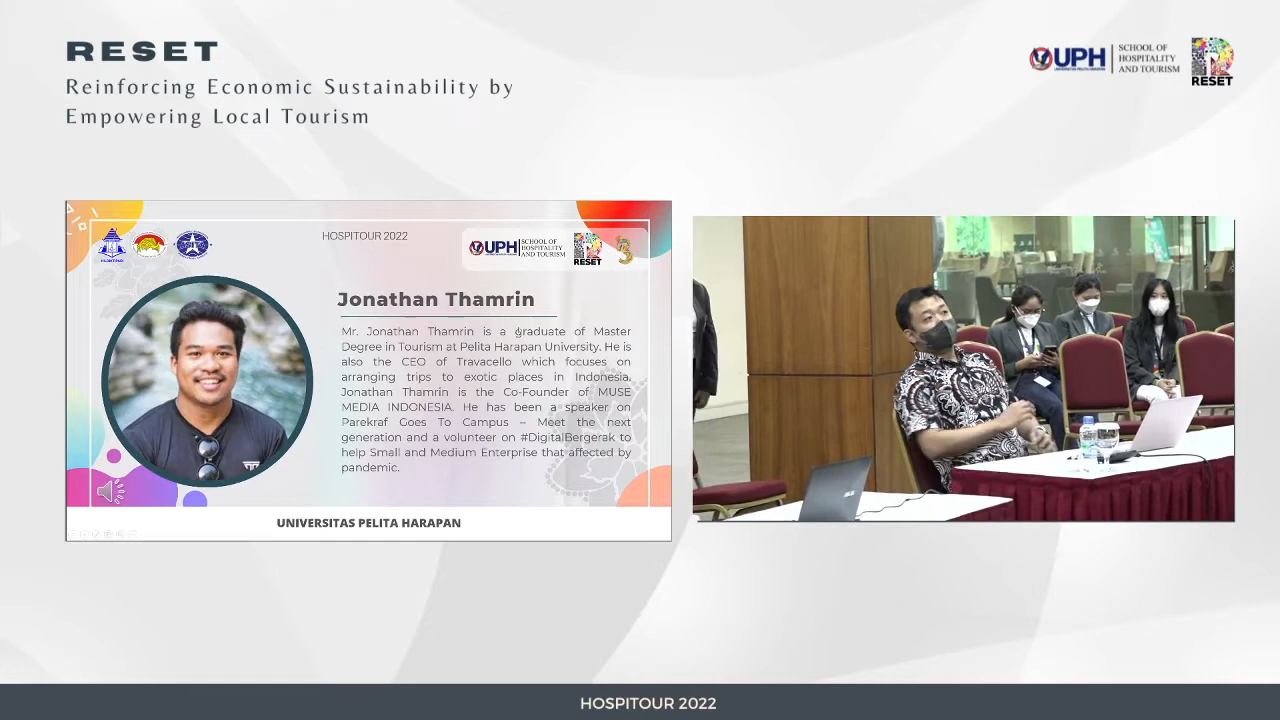 RESET
Reinforcing Economic Sustainability by
Empowering Local Tourism
UPH
UNIVERSITAS PELITA HARAPAN
SCHOOL OF
HOSPITALITY
AND TOURISM
RESET
HOSPITOUR 2022
UPH
SCHOOL OF
HOSPITALITY
AND TOURISM
RESET
Jonathan Thamrin
Mr. Jonathan Thamrin is a graduate of Master
Degree in Tourism at Pelita Harapan University. He is
also the CEO of Travacello which focuses on
arranging trips to exotic places in Indonesia.
Jonathan Thamrin is the Co-Founder of MUSE
MEDIA INDONESIA. He has been a speaker on
Parekraf Goes To Campus – Meet the next
generation and a volunteer on #DigitalBergerak to
help Small and Medium Enterprise that affected by
pandemic.
UNIVERSITAS PELITA HARAPAN
HOSPITOUR 2022